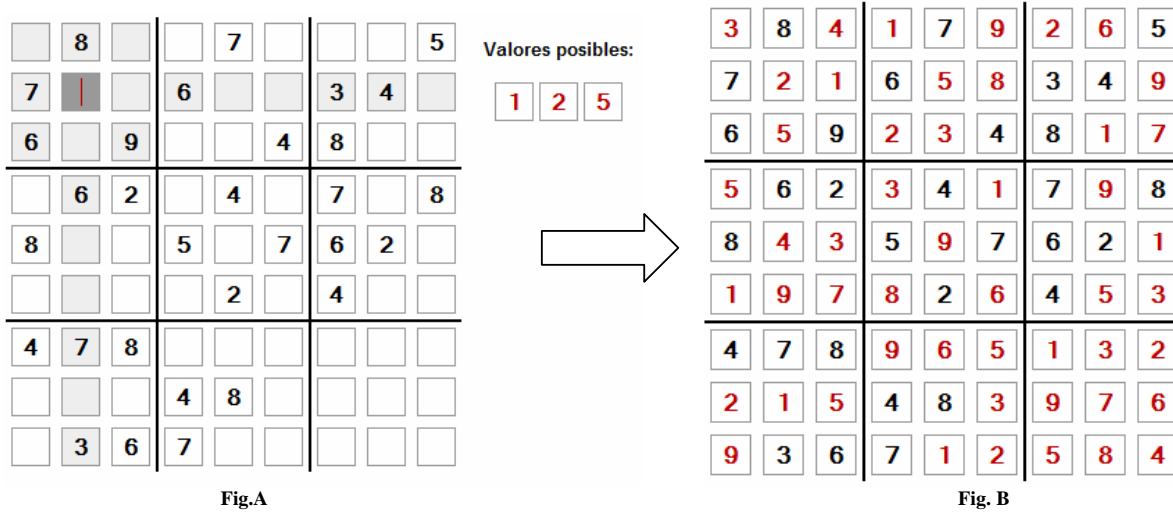 8 7 5
Valores posibles:
7 6 3 4
1 2 5
6 9 4 8
6 2 4 7 8
8 5 7 6 2
2 4
4 7 8
4 8
3 6 7
Fig.A
3 8 4 1 7 9 2 6 5
7 2 1 6 5 8 3 4 9
6 5 9 2 3 4 8 1 7
5 6 2 3 4 1 7 9 8
8 4 3 5 9 7 6 2 1
1 9 7 8 2 6 4 5 3
4 7 8 9 6 5 1 3 2
2 1 5 4 8 3 9 7 6
9 3 6 7 1 2 5 8 4
Fig. B